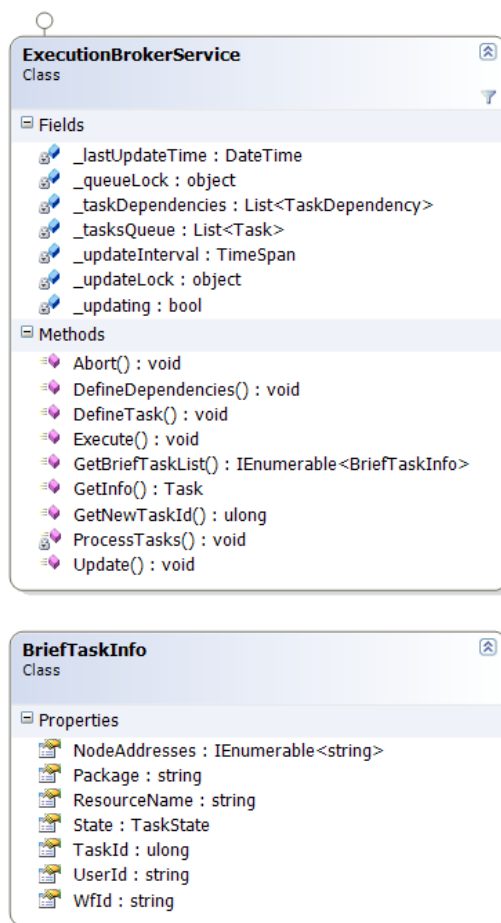 ExecutionBrokerService
Class
Fields
_lastUpdateTime : DateTime
_queueLock : object
_taskDependencies : List<TaskDependency>
_tasksQueue : List<Task>
_updateInterval : TimeSpan
_updateLock : object
_updating : bool
Methods
Abort() : void
DefineDependencies() : void
DefineTask() : void
Execute() : void
GetBriefTaskList() : IEnumerable<BriefTaskInfo>
GetInfo() : Task
GetNewTaskId() : ulong
ProcessTasks() : void
Update() : void
BriefTaskInfo
Class
Properties
NodeAddresses : IEnumerable<string>
Package : string
ResourceName : string
State : TaskState
TaskId : ulong
UserId : string
WfId : string